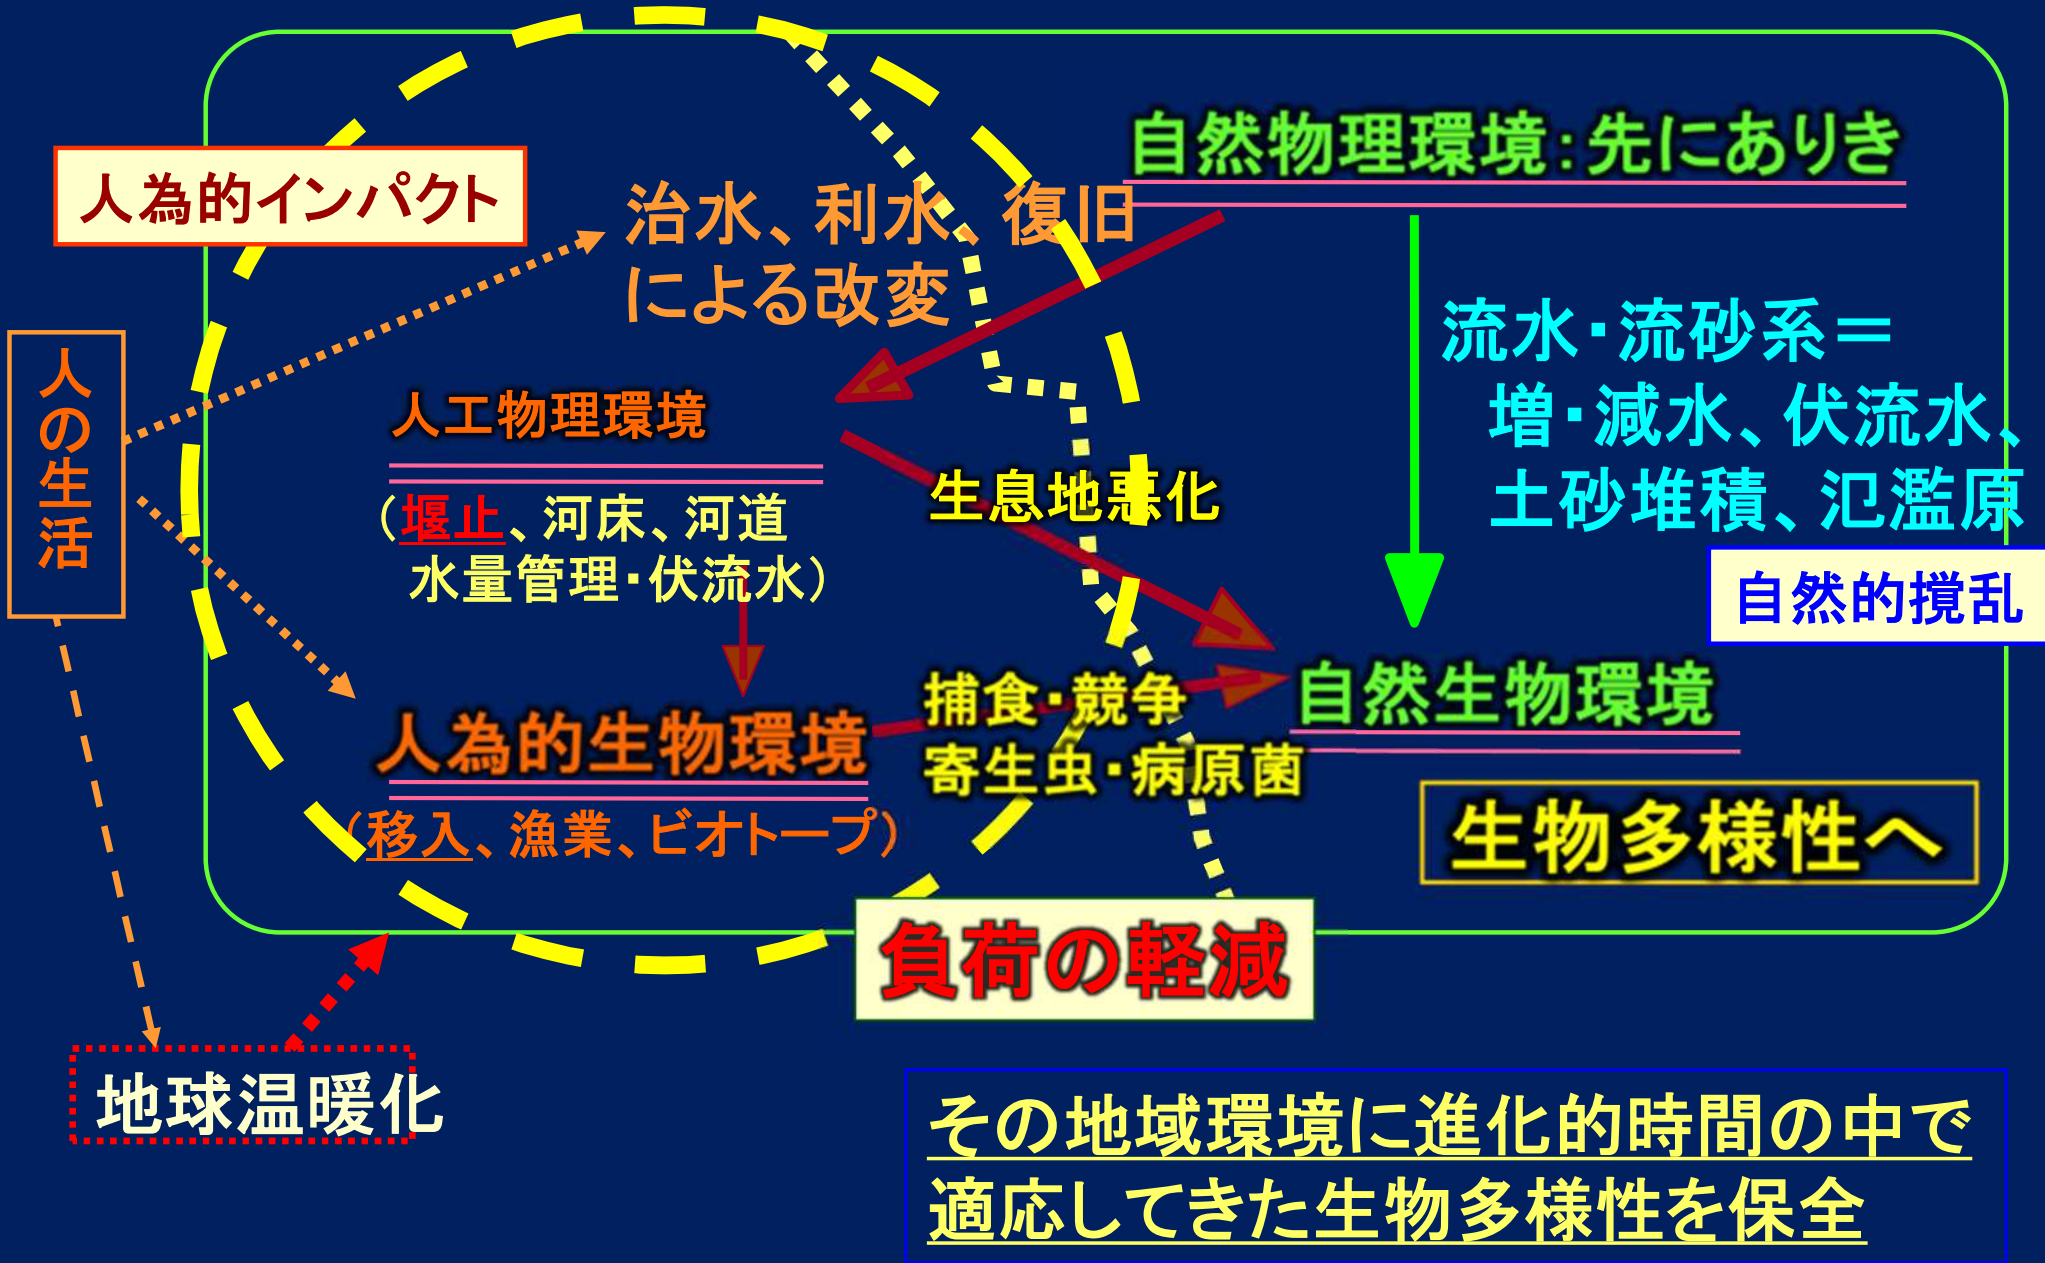 自然物理環境：先にありき
人為的インパクト
治水、利水、復旧
による改変
流水・流砂系＝
増・減水、伏流水、
土砂堆積、氾濫原
人の生活
人工物理環境
（堰止、河床、河道
水量管理・伏流水）
生息地悪化
自然的撹乱
自然生物環境
捕食・競争
寄生虫・病原菌
人為的生物環境
（移入、漁業、ビオトープ）
生物多様性へ
負荷の軽減
地球温暖化
その地域環境に進化的時間の中で
適応してきた生物多様性を保全